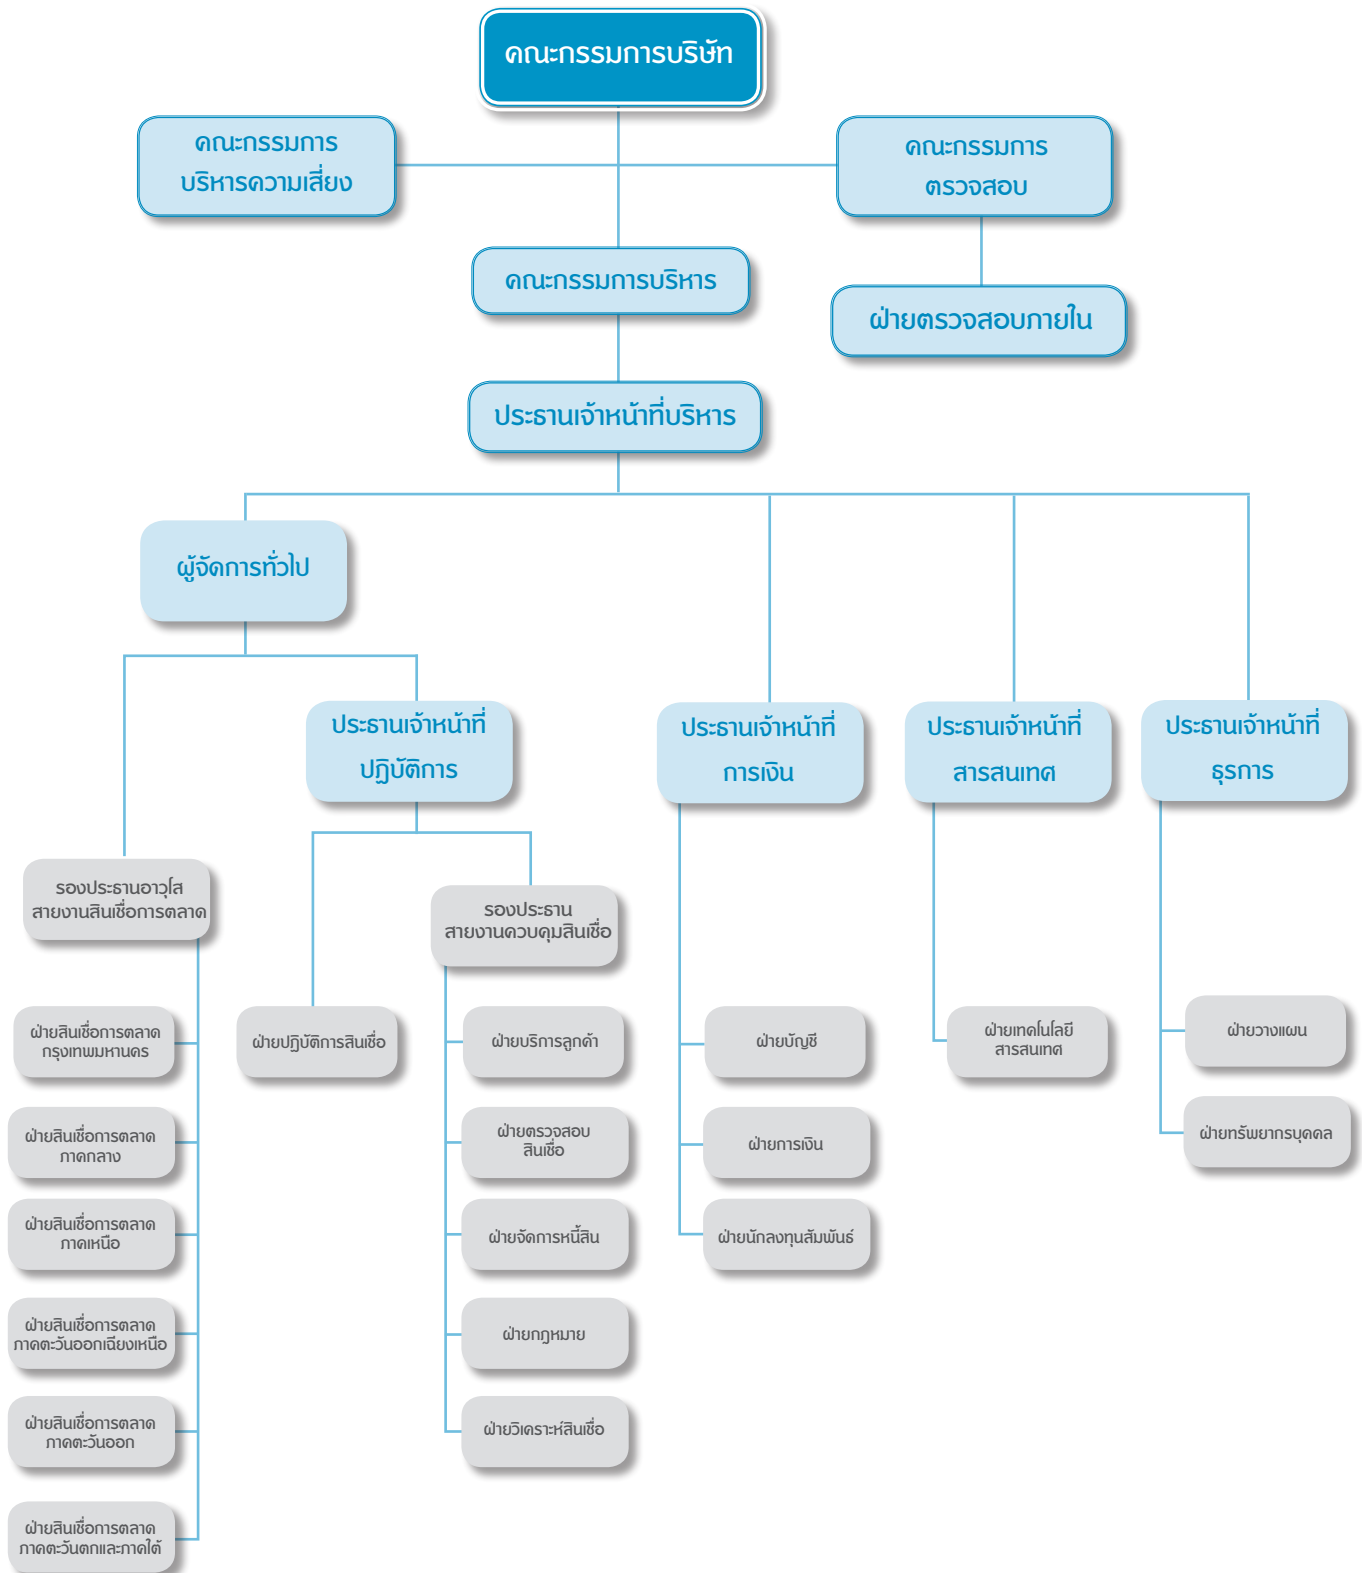 คณะกรรมการบริษัท
คณะกรรมการ
บริหารความเสี่ยง
คณะกรรมการ
ตรวจสอบ
คณะกรรมการบริหาร
ฝ่ายตรวจสอบภายใน
ประธานเจ้าหน้าที่บริหาร
ผู้จัดการทั่วไป
ประธานเจ้าหน้าที่
ปฏิบัติการ
ประธานเจ้าหน้าที่
การเงิน
ประธานเจ้าหน้าที่
สารสนเทศ
ประธานเจ้าหน้าที่
ธุรการ
รองประธานอาวุโส
สายงานสินเชื่อการตลาด
รองประธาน
สายงานควบคุมสินเชื่อ
ฝ่ายสินเชื่อการตลาด
กรุงเทพมหานคร
ฝ่ายปฏิบัติการสินเชื่อ
ฝ่ายบริการลูกค้า
ฝ่ายบัญชี
ฝ่ายเทคโนโลยี
สารสนเทศ
ฝ่ายวางแผน
ฝ่ายสินเชื่อการตลาด
ภาคกลาง
ฝ่ายตรวจสอบ
สินเชื่อ
ฝ่ายการเงิน
ฝ่ายทรัพยากรบุคคล
ฝ่ายสินเชื่อการตลาด
ภาคเหนือ
ฝ่ายจัดการหนี้สิน
ฝ่ายนักลงทุนสัมพันธ์
ฝ่ายสินเชื่อการตลาด
ภาคตะวันออกเฉียงเหนือ
ฝ่ายกฎหมาย
ฝ่ายสินเชื่อการตลาด
ภาคตะวันออก
ฝ่ายวิเคราะห์สินเชื่อ
ฝ่ายสินเชื่อการตลาด
ภาคตะวันตกและภาคใต้